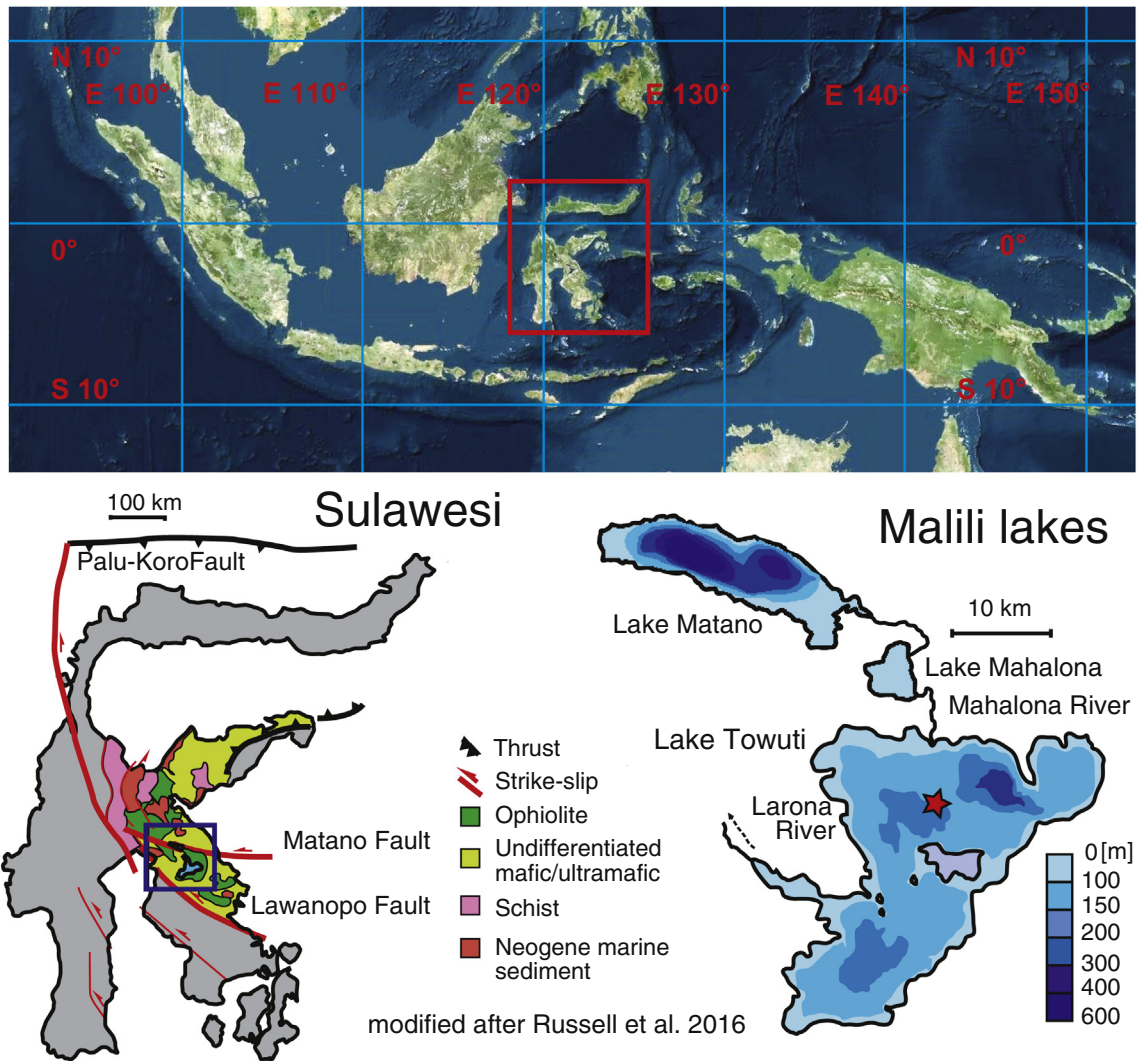 N 10°
N 10°
E 100°
E 110°
E 120°
E 130°
E 140°
E 150°
0°
0°
S 10°
S 10°
100 km
Sulawesi
Palu-KoroFault
Thrust
Strike-slip
Ophiolite
Undifferentiated
mafic/ultramafic
Schist
Neogene marine
sediment
Matano Fault
Lawanopo Fault
Malili lakes
10 km
Lake Matano
Lake Mahalona
Mahalona River
Lake Towuti
Larona
River
0 [m]
100
150
200
300
400
600
modified after Russell et al. 2016